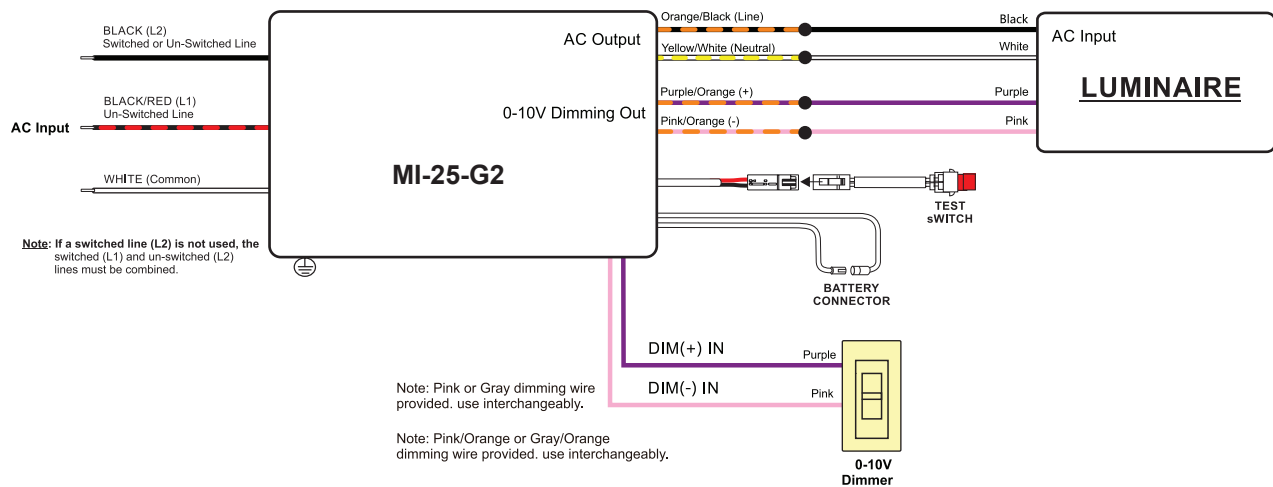 BLACK (L2)
Switched or Un-Switched Line
BLACK/RED (L1)
Un-Switched Line
AC Input
WHITE (Common)
Note: If a switched line (L2) is not used, the
switched (L1) and un-switched (L2)
lines must be combined.
AC Output
0-10V Dimming Out
MI-25-G2
Orange/Black (Line)
Yellow/White (Neutral)
Purple/Orange (+)
Pink/Orange (-)
Black
White
Purple
Pink
AC Input
LUMINAIRE
TEST
sWITCH
BATTERY
CONNECTOR
DIM(+) IN
Purple
DIM(-) IN
Pink
Note: Pink or Gray dimming wire
provided. use interchangeably.
Note: Pink/Orange or Gray/Orange
dimming wire provided. use interchangeably.
0-10V
Dimmer